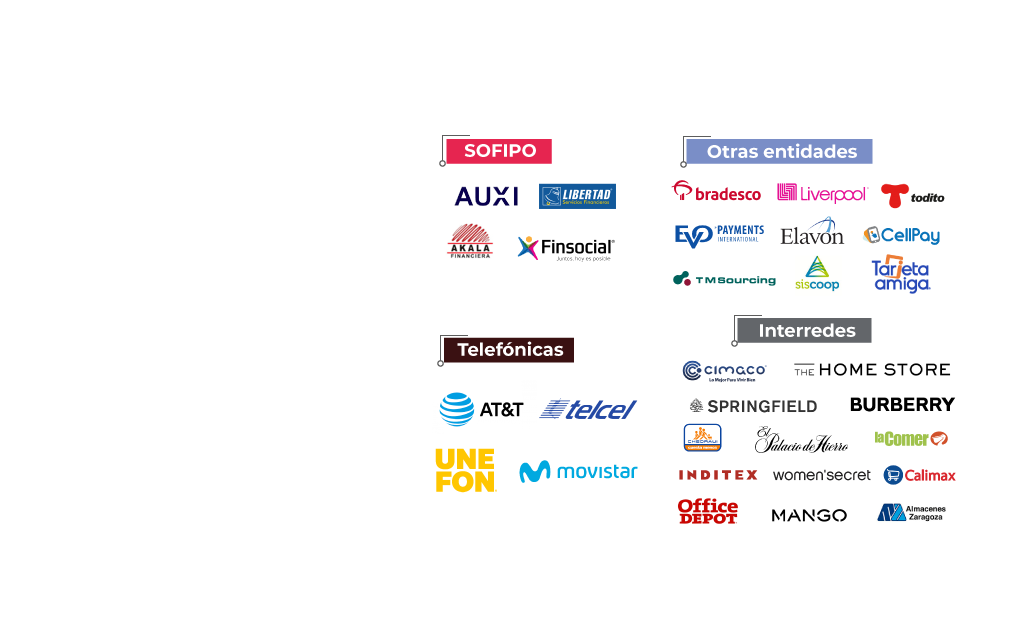 SOFIPO
AUXI
LIBERTAD
Servicios Financieros
AKALA
FINANCIERA
Finsocial
Juntos, hoy es posible
Otras entidades
bradesco
Liverpool
todito
EVO PAYMENTS
INTERNATIONAL
Elavon
CellPay
TMSourcing
siscoop
Tarjeta
amiga
Telefónicas
AT&T
telcel
UNE
FON
movistar
Interredes
cimaco
Lo Mejor Para Vivir Bien
THE HOME STORE
SPRINGFIELD
BURBERRY
CHEDRAUI
El
Palacio de Hierro
laComer
INDITEX
women'secret
Calimax
Office
DEPOT
MANGO
Almacenes
Zaragoza